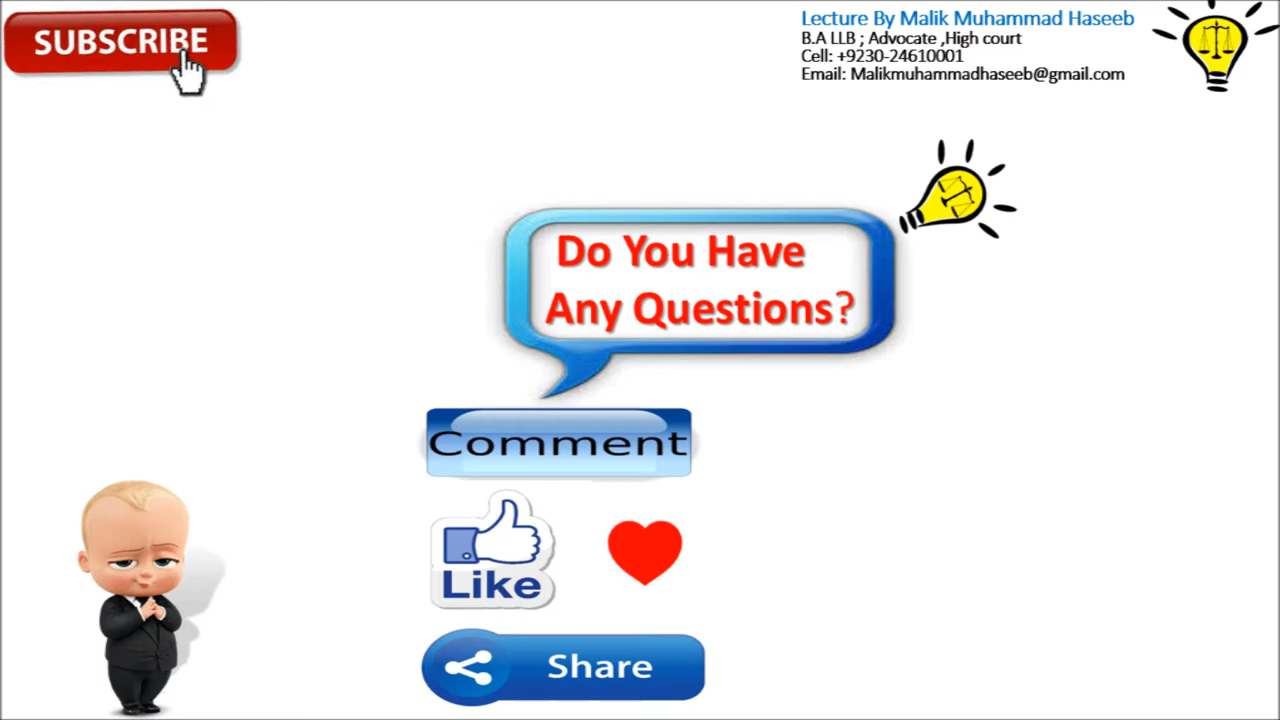 SUBSCRIBE
Lecture By Malik Muhammad Haseeb
B.A LLB ; Advocate ,High court
Cell: +9230-24610001
Email: Malikmuhammadhaseeb@gmail.com
Do You Have
Any Questions?
Comment
Like
Share